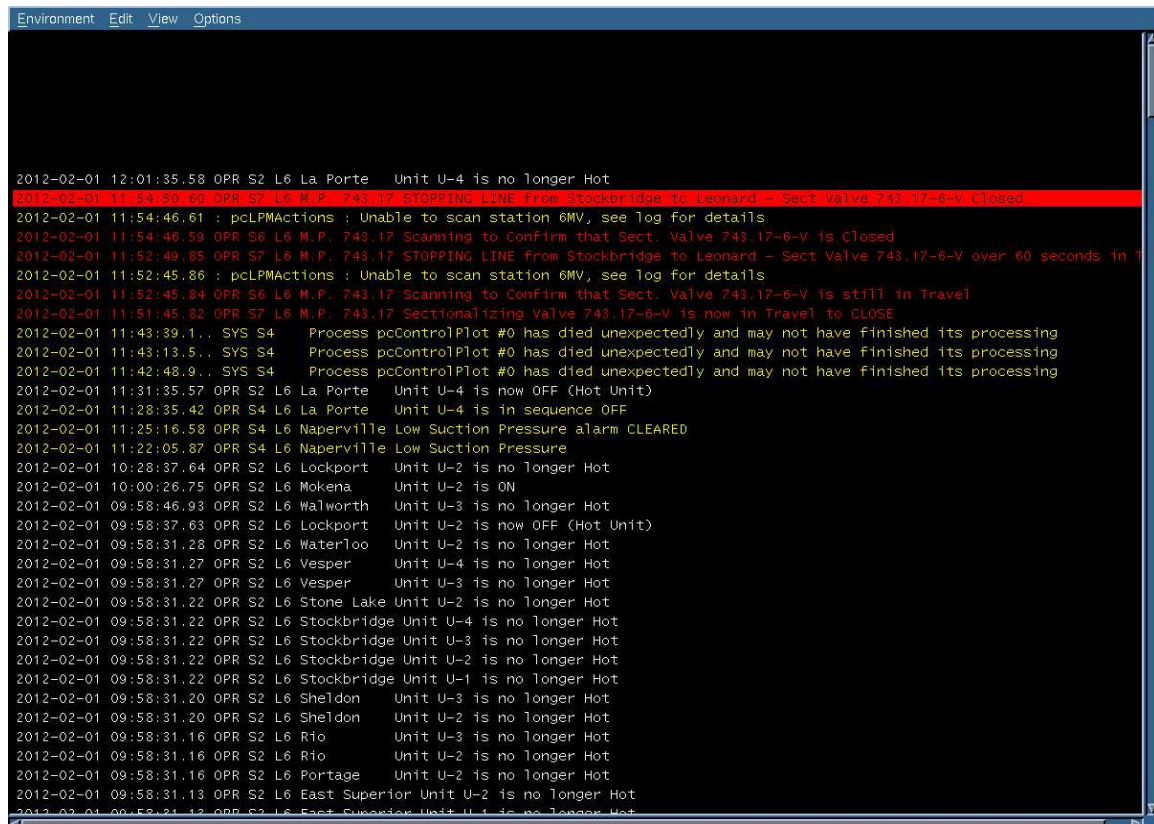 Environment Edit View Options
2012-02-01 12:01:35.58 OPR S2 L6 La Porte Unit U-4 is no longer Hot
2012-02-01 11:54:50.60 OPR S7 L6 M.P. 743.17 STOPPING LINE from Stockbridge to Leonard - Sect Valve 743.17-6-V Closed
2012-02-01 11:54:46.61 : pcLPMActions : Unable to scan station 6MV, see log for details
2012-02-01 11:54:46.59 OPR S6 L6 M.P. 743.17 Scanning to Confirm that Sect. Valve 743.17-6-V is Closed
2012-02-01 11:52:49.85 OPR S7 L6 M.P. 743.17 STOPPING LINE from Stockbridge to Leonard - Sect Valve 743.17-6-V over 60 seconds in T
2012-02-01 11:52:45.86 : pcLPMActions : Unable to scan station 6MV, see log for details
2012-02-01 11:52:45.84 OPR S6 L6 M.P. 743.17 Scanning to Confirm that Sect. Valve 743.17-6-V is still in Travel
2012-02-01 11:51:45.82 OPR S7 L6 M.P. 743.17 Sectionalizing Valve 743.17-6-V is now in Travel to CLOSE
2012-02-01 11:43:39.1.. SYS S4 Process pcControlPlot #0 has died unexpectedly and may not have finished its processing
2012-02-01 11:43:13.5.. SYS S4 Process pcControlPlot #0 has died unexpectedly and may not have finished its processing
2012-02-01 11:42:48.9.. SYS S4 Process pcControlPlot #0 has died unexpectedly and may not have finished its processing
2012-02-01 11:31:35.57 OPR S2 L6 La Porte Unit U-4 is now OFF (Hot Unit)
2012-02-01 11:28:35.42 OPR S4 L6 La Porte Unit U-4 is in sequence OFF
2012-02-01 11:25:16.58 OPR S4 L6 Naperville Low Suction Pressure alarm CLEARED
2012-02-01 11:22:05.87 OPR S4 L6 Naperville Low Suction Pressure
2012-02-01 10:28:37.64 OPR S2 L6 Lockport Unit U-2 is no longer Hot
2012-02-01 10:00:26.75 OPR S2 L6 Mokena Unit U-2 is ON
2012-02-01 09:58:46.93 OPR S2 L6 Walworth Unit U-3 is no longer Hot
2012-02-01 09:58:37.63 OPR S2 L6 Lockport Unit U-2 is now OFF (Hot Unit)
2012-02-01 09:58:31.28 OPR S2 L6 Waterloo Unit U-2 is no longer Hot
2012-02-01 09:58:31.27 OPR S2 L6 Vesper Unit U-4 is no longer Hot
2012-02-01 09:58:31.27 OPR S2 L6 Vesper Unit U-3 is no longer Hot
2012-02-01 09:58:31.22 OPR S2 L6 Stone Lake Unit U-2 is no longer Hot
2012-02-01 09:58:31.22 OPR S2 L6 Stockbridge Unit U-4 is no longer Hot
2012-02-01 09:58:31.22 OPR S2 L6 Stockbridge Unit U-3 is no longer Hot
2012-02-01 09:58:31.22 OPR S2 L6 Stockbridge Unit U-2 is no longer Hot
2012-02-01 09:58:31.22 OPR S2 L6 Stockbridge Unit U-1 is no longer Hot
2012-02-01 09:58:31.20 OPR S2 L6 Sheldon Unit U-3 is no longer Hot
2012-02-01 09:58:31.20 OPR S2 L6 Sheldon Unit U-2 is no longer Hot
2012-02-01 09:58:31.16 OPR S2 L6 Rio Unit U-3 is no longer Hot
2012-02-01 09:58:31.16 OPR S2 L6 Rio Unit U-2 is no longer Hot
2012-02-01 09:58:31.16 OPR S2 L6 Portage Unit U-2 is no longer Hot
2012-02-01 09:58:31.13 OPR S2 L6 East Superior Unit U-2 is no longer Hot
2012-02-01 09:58:31.13 OPR S2 L6 East Superior Unit U-1 is no longer Hot